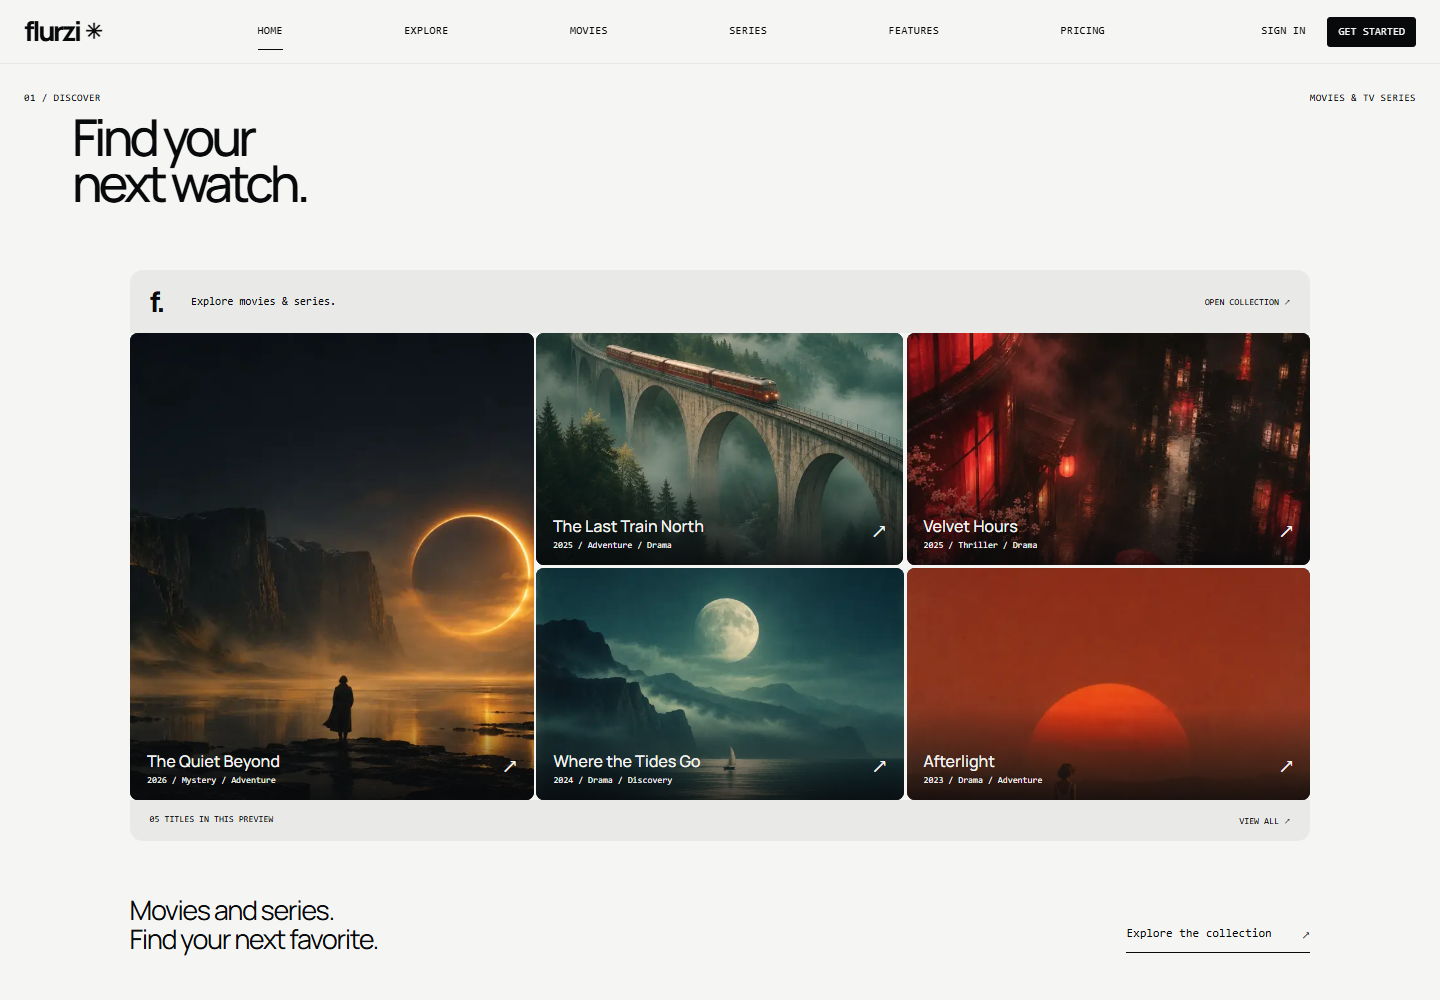 flurzi
HOME
EXPLORE
MOVIES
SERIES
FEATURES
PRICING
SIGN IN
GET STARTED
01 / DISCOVER
MOVIES & TV SERIES
Find your
next watch.
f.
Explore movies & series.
OPEN COLLECTION ↗
The Last Train North
2025 / Adventure / Drama
Velvet Hours
2025 / Thriller / Drama
The Quiet Beyond
2026 / Mystery / Adventure
Where the Tides Go
2024 / Drama / Discovery
Afterlight
2023 / Drama / Adventure
05 TITLES IN THIS PREVIEW
VIEW ALL ↗
Movies and series.
Find your next favorite.
Explore the collection ↗